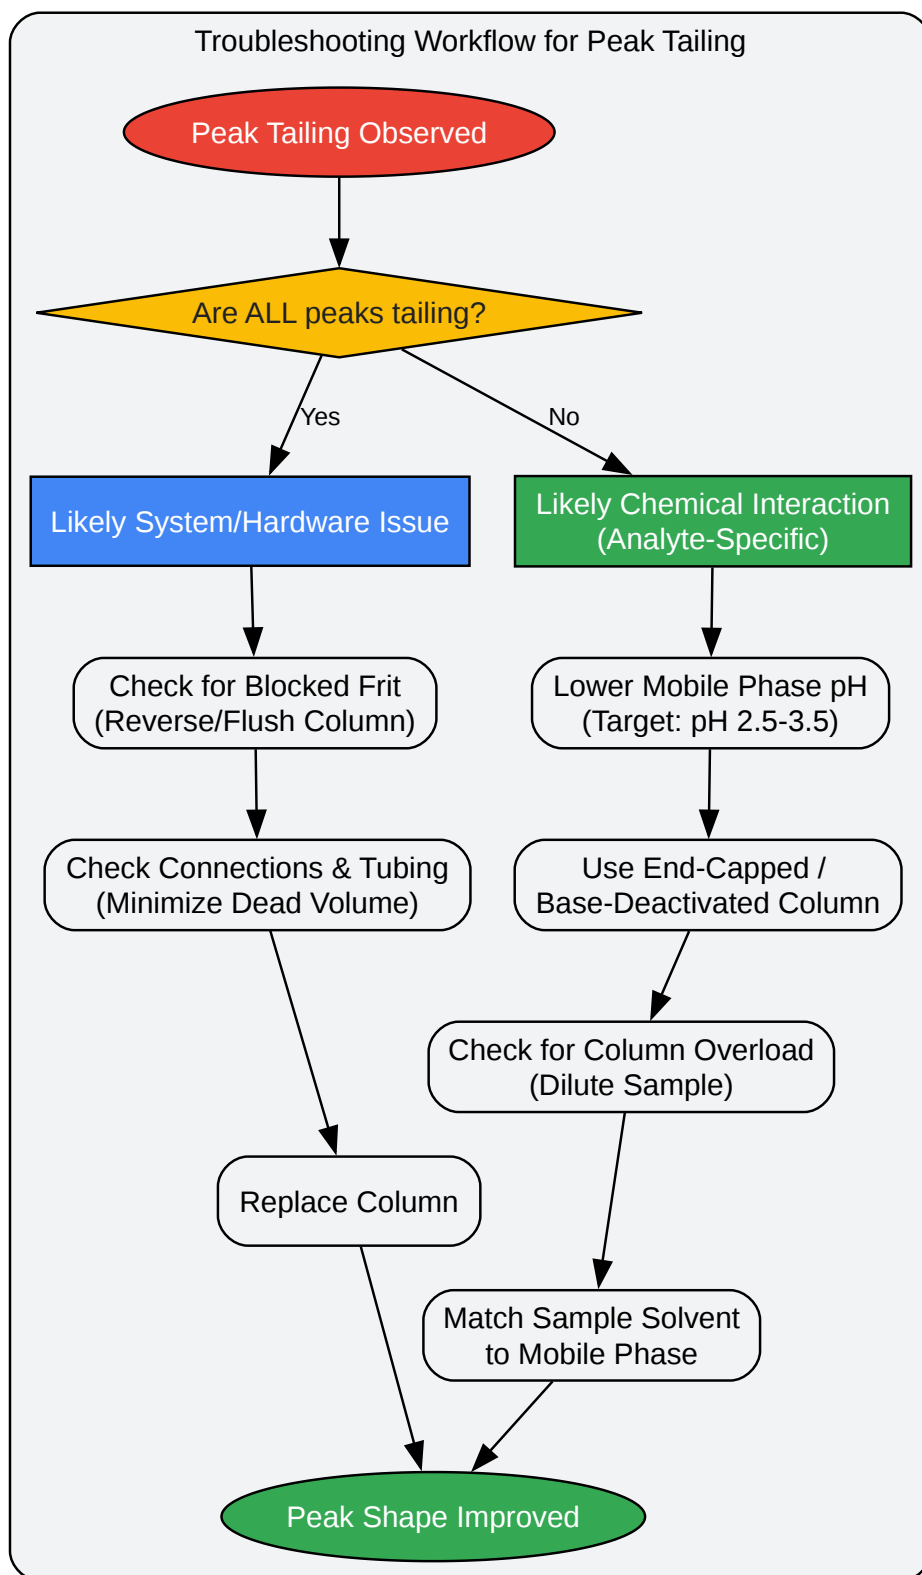 Troubleshooting Workflow for Peak Tailing
Peak Tailing Observed
Are ALL peaks tailing?
Yes
No
Likely System/Hardware Issue
Likely Chemical Interaction
(Analyte-Specific)
Check for Blocked Frit
(Reverse/Flush Column)
Lower Mobile Phase pH
(Target: pH 2.5-3.5)
Check Connections & Tubing
(Minimize Dead Volume)
Use End-Capped /
Base-Deactivated Column
Check for Column Overload
(Dilute Sample)
Replace Column
Match Sample Solvent
to Mobile Phase
Peak Shape Improved